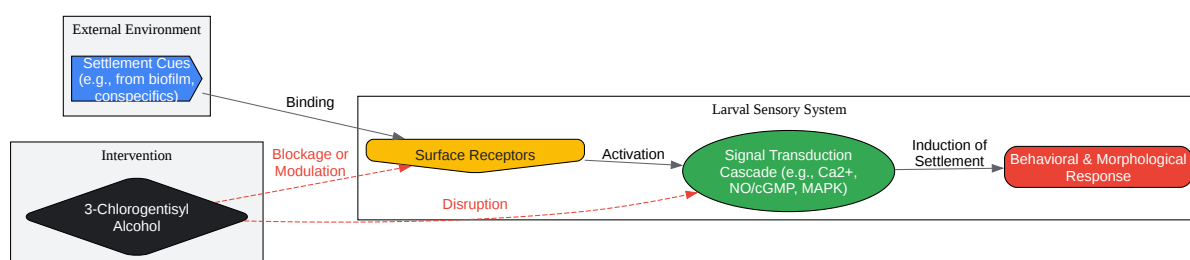 External Environment
Settlement Cues
(e.g., from biofilm,
conspecifics)
Binding
Larval Sensory System
Intervention
Blockage or
Modulation
Surface Receptors
Activation
Signal Transduction
Cascade (e.g., Ca2+,
NO/cGMP, MAPK)
Induction of
Settlement
Behavioral & Morphological
Response
3-Chlorogentisyl
Alcohol
Disruption